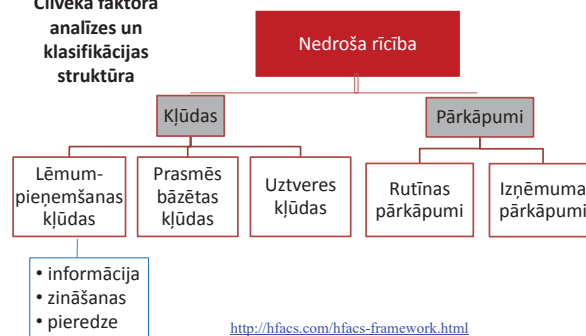 Cilvēka faktora
analīzes un
klasifikācijas
struktūra
Nedroša rīcība
Kļūdas
Pārkāpumi
Lēmum-
pieņemšanas
kļūdas
Prasmēs
bāzētas
kļūdas
Uztveres
kļūdas
Rutīnas
pārkāpumi
Izņēmuma
pārkāpumi
• informācija
• zināšanas
• pieredze
http://hfacs.com/hfacs-framework.html